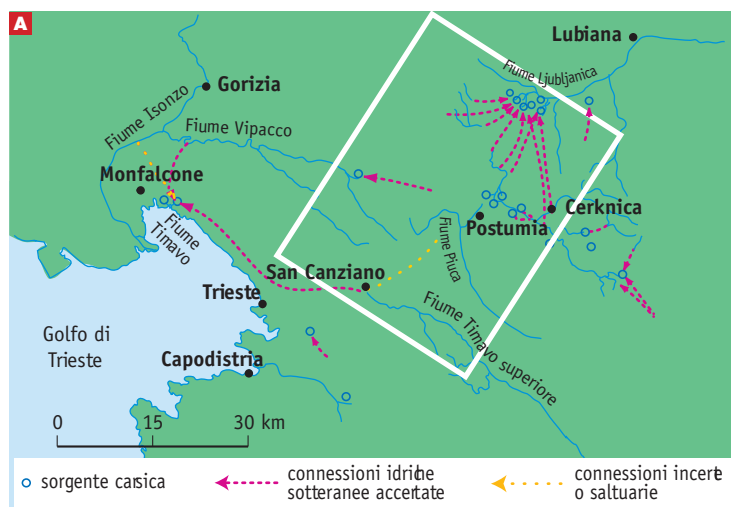 A
Lubiana
Fiume Ljubljanica
Gorizia
Fiume Isonzo
Fiume Vipacco
Monfalcone
Fiume
Timavo
Cerknica
Postumia
Fiume Piuca
San Canziano
Trieste
Fiume Timavo superiore
Golfo di
Trieste
Capodistria
0 15 30 km
sorgente carsica
connessioni idriche
sotteranee accertate
connessioni incerte
o saltuarie